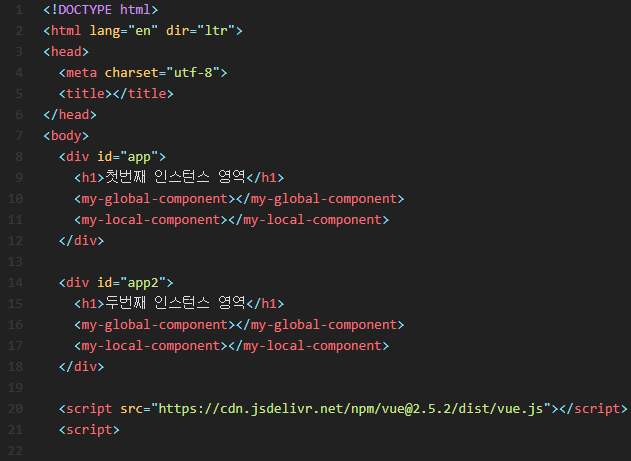 1 <!DOCTYPE html>
2 <html lang="en" dir="ltr">
3 <head>
4   <meta charset="utf-8">
5   <title></title>
6 </head>
7 <body>
8   <div id="app">
9     <h1>첫번째 인스턴스 영역</h1>
10     <my-global-component></my-global-component>
11     <my-local-component></my-local-component>
12   </div>
13
14   <div id="app2">
15     <h1>두번째 인스턴스 영역</h1>
16     <my-global-component></my-global-component>
17     <my-local-component></my-local-component>
18   </div>
19
20   <script src="https://cdn.jsdelivr.net/npm/vue@2.5.2/dist/vue.js"></script>
21   <script>
22